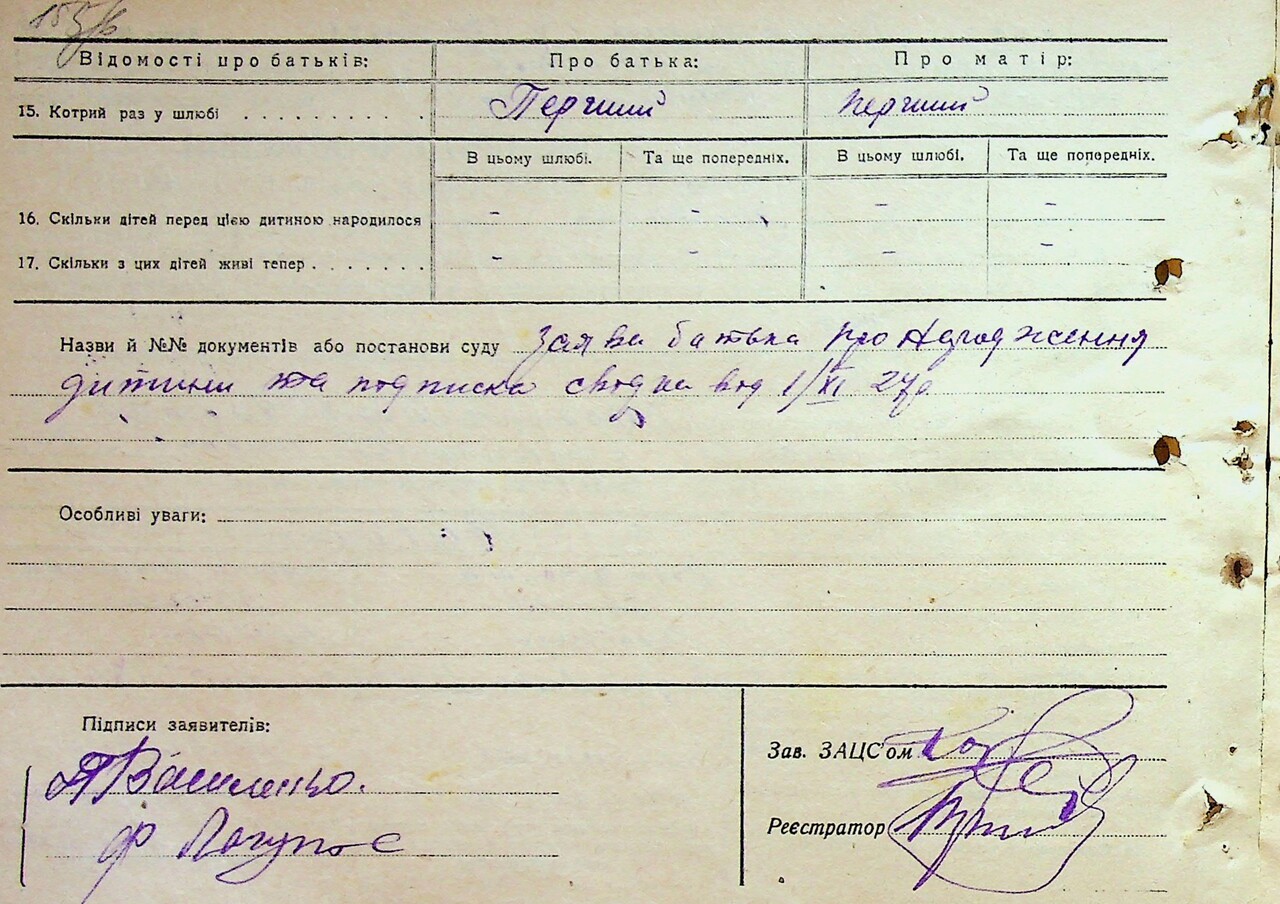 Відомості про батьків: Про батька: Про матір:
15. Котрий раз у шлюбі . . . . . . . . . . Перший перший
В цьому шлюбі. Та ще попередніх. В цьому шлюбі. Та ще попередніх.
16. Скільки дітей перед цією дитиною народилося - - - -
17. Скільки з цих дітей живі тепер . . . . . . . - - - -
Назви й №№ документів або постанови суду Заява батька про народження
дитини та подписка від 1/XI 27р.
Особливі уваги:
Підписи заявителів:
Василенко.
Ф
Зав. ЗАЦС'ом
Реєстратор